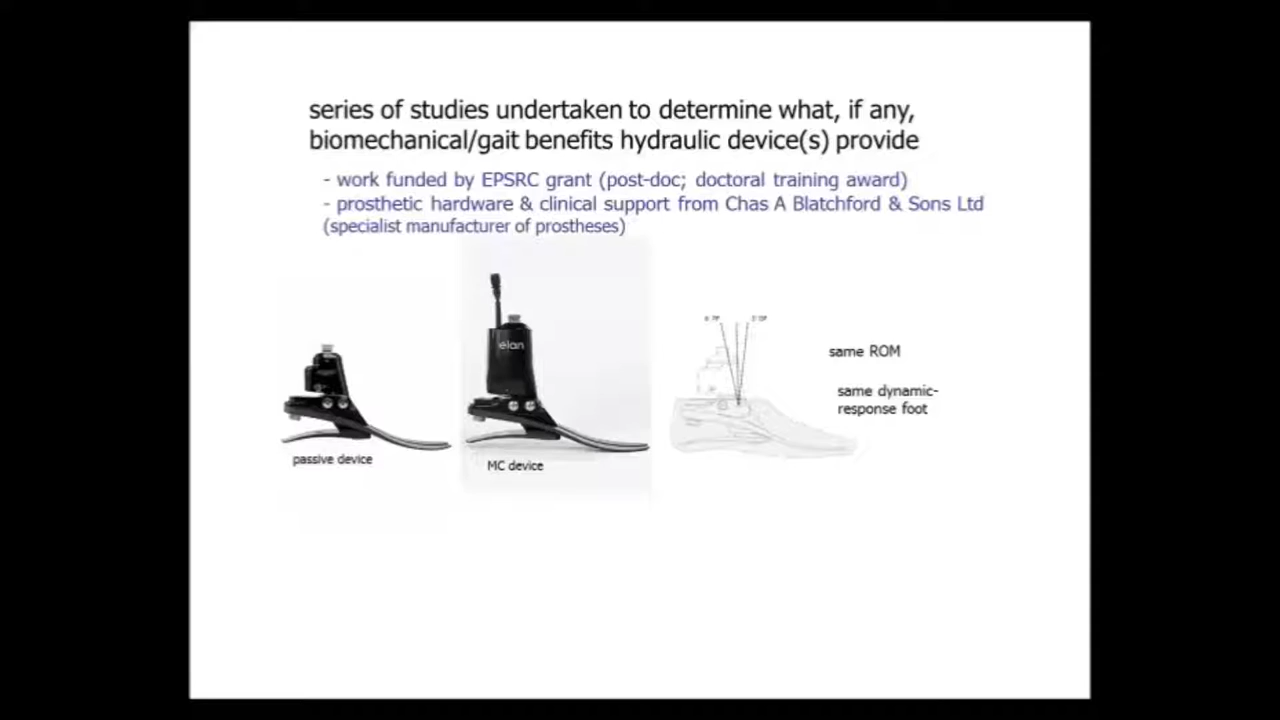 series of studies undertaken to determine what, if any,
biomechanical/gait benefits hydraulic device(s) provide
- work funded by EPSRC grant (post-doc; doctoral training award)
- prosthetic hardware & clinical support from Chas A Blatchford & Sons Ltd
(specialist manufacturer of prostheses)
élan
same ROM
same dynamic-
response foot
passive device
MC device